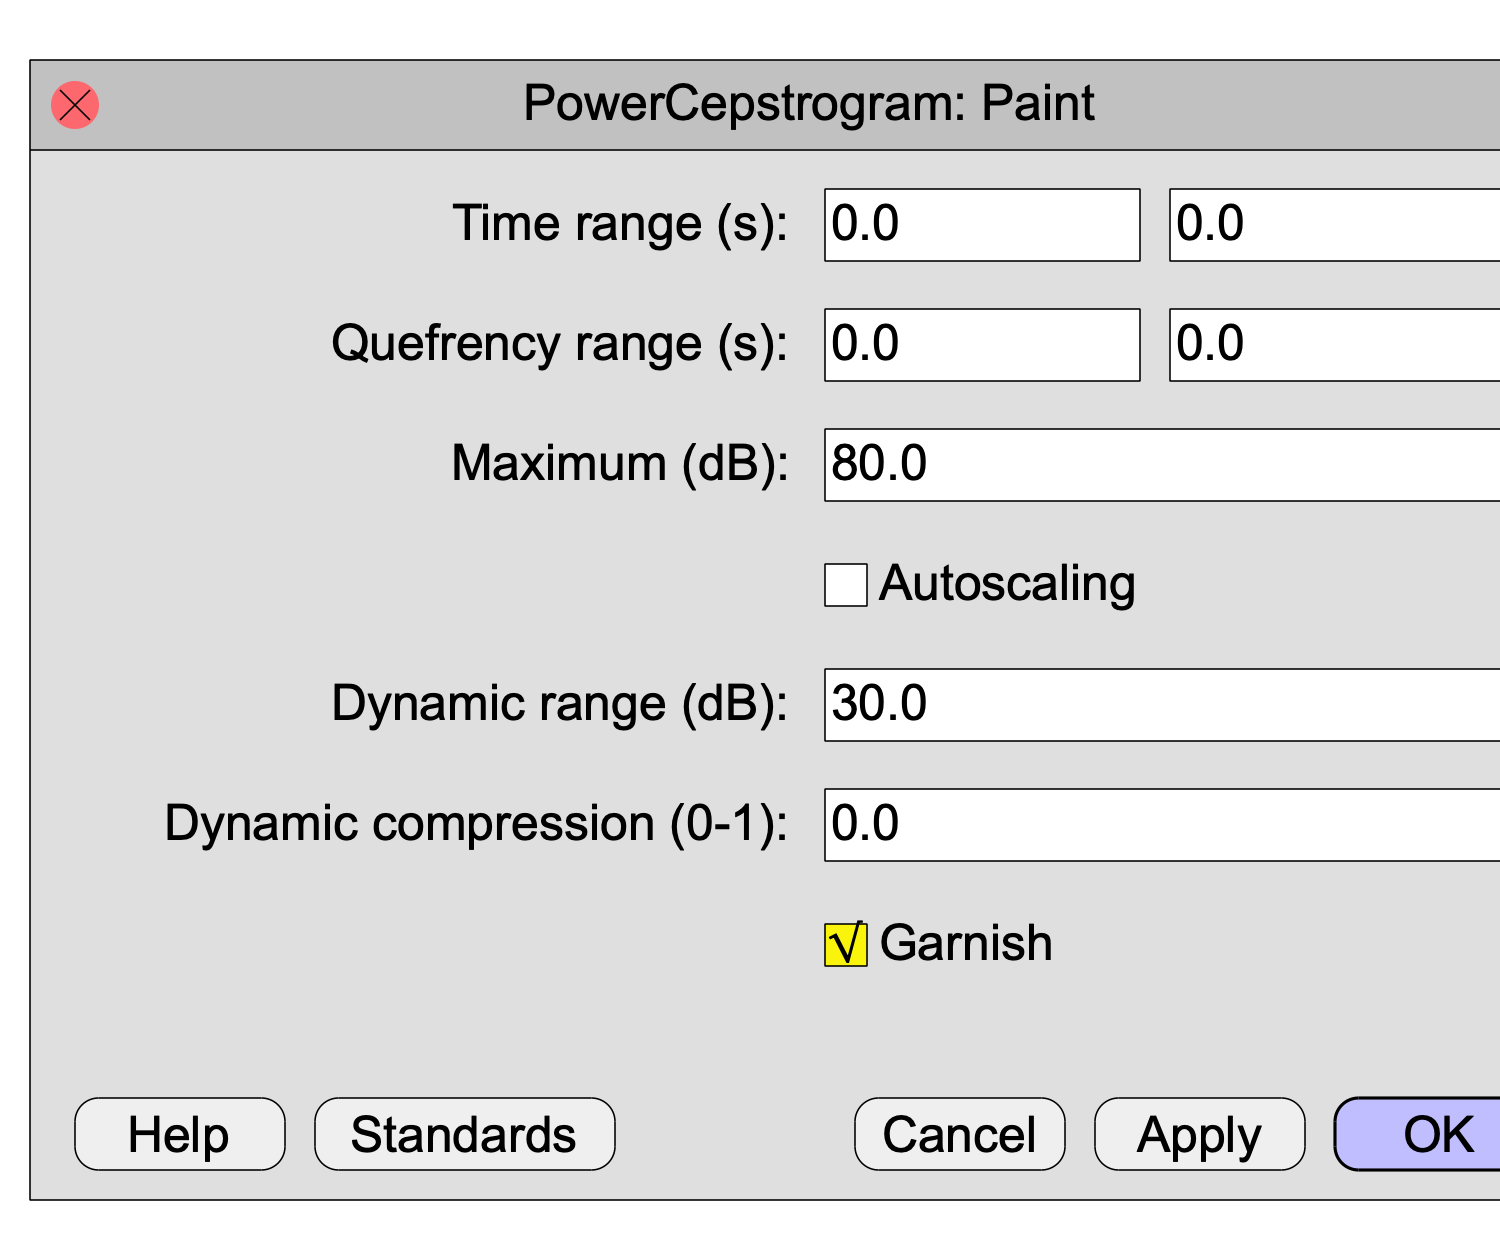 PowerCepstrogram: Paint
Time range (s): 0.0 0.0
Quefrency range (s): 0.0 0.0
Maximum (dB): 80.0
Autoscaling
Dynamic range (dB): 30.0
Dynamic compression (0-1): 0.0
√ Garnish
Help Standards Cancel Apply OK